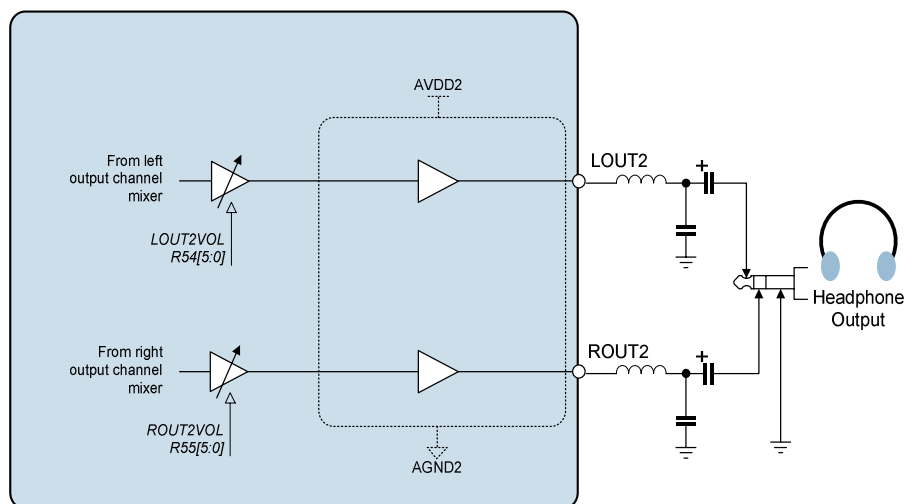 AVDD2
From left
output channel
mixer
LOUT2VOL
R54[5:0]
LOUT2
+
Headphone
Output
From right
output channel
mixer
ROUT2VOL
R55[5:0]
ROUT2
+
AGND2